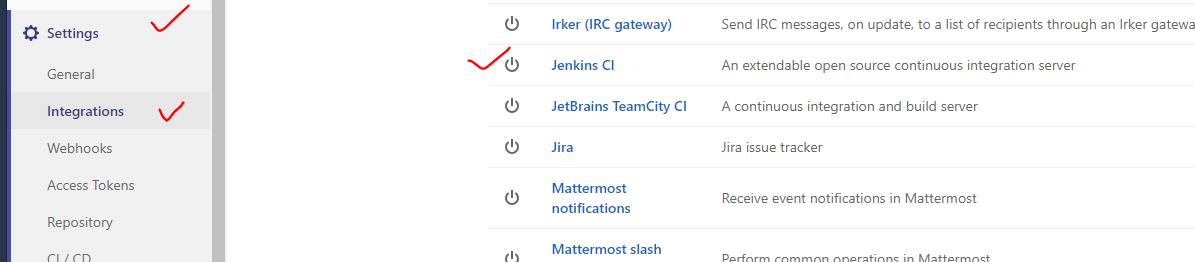 Settings
General
Integrations
Webhooks
Access Tokens
Repository
CI / CD
Irker (IRC gateway) Send IRC messages, on update, to a list of recipients through an Irker gatewa
Jenkins CI An extendable open source continuous integration server
JetBrains TeamCity CI A continuous integration and build server
Jira Jira issue tracker
Mattermost
notifications Receive event notifications in Mattermost
Mattermost slash
Perform common operations in Mattermost